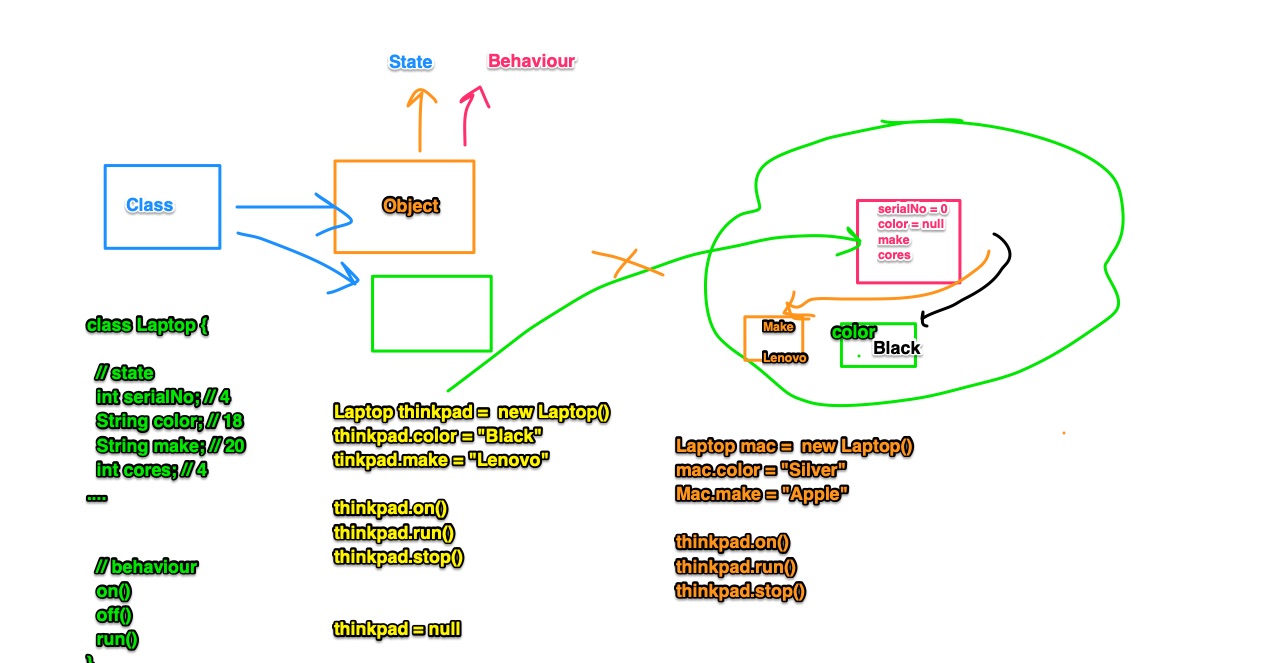 State
Behaviour
Class
Object
serialNo = 0
color = null
make
cores
Make
Lenovo
color
Black
class Laptop {
// state
int serialNo; // 4
String color; // 18
String make; // 20
int cores; // 4
....
// behaviour
on()
off()
run()
}
Laptop thinkpad = new Laptop()
thinkpad.color = "Black"
tinkpad.make = "Lenovo"
thinkpad.on()
thinkpad.run()
thinkpad.stop()
thinkpad = null
Laptop mac = new Laptop()
mac.color = "Silver"
Mac.make = "Apple"
thinkpad.on()
thinkpad.run()
thinkpad.stop()